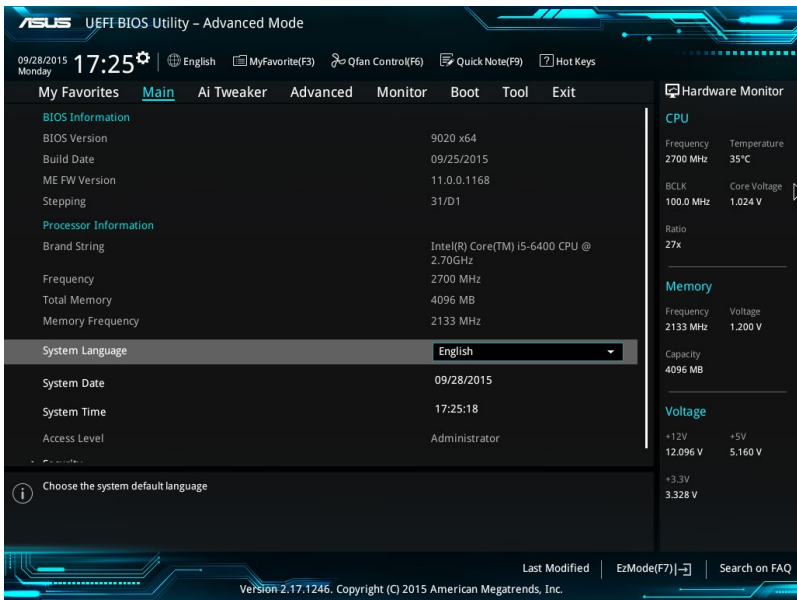 ASUS UEFI BIOS Utility – Advanced Mode
09/28/2015
Monday
17:25
English MyFavorite(F3) Qfan Control(F6) Quick Note(F9) ? Hot Keys
My Favorites Main Ai Tweaker Advanced Monitor Boot Tool Exit
BIOS Information
BIOS Version 9020 x64
Build Date 09/25/2015
ME FW Version 11.0.0.1168
Stepping 31/D1
Processor Information
Brand String Intel(R) Core(TM) i5-6400 CPU @
2.70GHz
Frequency 2700 MHz
Total Memory 4096 MB
Memory Frequency 2133 MHz
System Language English
System Date 09/28/2015
System Time 17:25:18
Access Level Administrator
Choose the system default language
Hardware Monitor
CPU
Frequency Temperature
2700 MHz 35°C
BCLK Core Voltage
100.0 MHz 1.024 V
Ratio
27x
Memory
Frequency Voltage
2133 MHz 1.200 V
Capacity
4096 MB
Voltage
+12V +5V
12.096 V 5.160 V
+3.3V
3.328 V
Last Modified EzMode(F7) Search on FAQ
Version 2.17.1246. Copyright (C) 2015 American Megatrends, Inc.